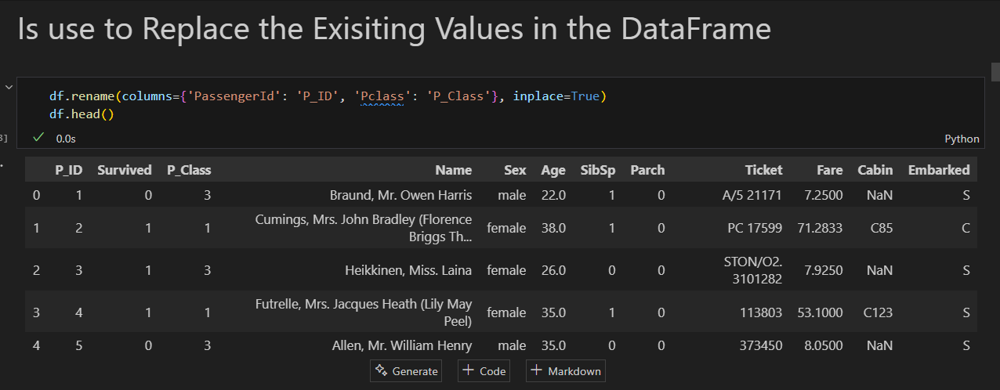 Is use to Replace the Exisiting Values in the DataFrame
df.rename(columns={'PassengerId': 'P_ID', 'Pclass': 'P_Class'}, inplace=True)
df.head()
3] 0.0s Python
P_ID Survived P_Class Name Sex Age SibSp Parch Ticket Fare Cabin Embarked
0 1 0 3 Braund, Mr. Owen Harris male 22.0 1 0 A/5 21171 7.2500 NaN S
1 2 1 1 Cumings, Mrs. John Bradley (Florence
Briggs Th... female 38.0 1 0 PC 17599 71.2833 C85 C
2 3 1 3 Heikkinen, Miss. Laina female 26.0 0 0 STON/O2.
3101282 7.9250 NaN S
3 4 1 1 Futrelle, Mrs. Jacques Heath (Lily May
Peel) female 35.0 1 0 113803 53.1000 C123 S
4 5 0 3 Allen, Mr. William Henry male 35.0 0 0 373450 8.0500 NaN S
Generate + Code + Markdown